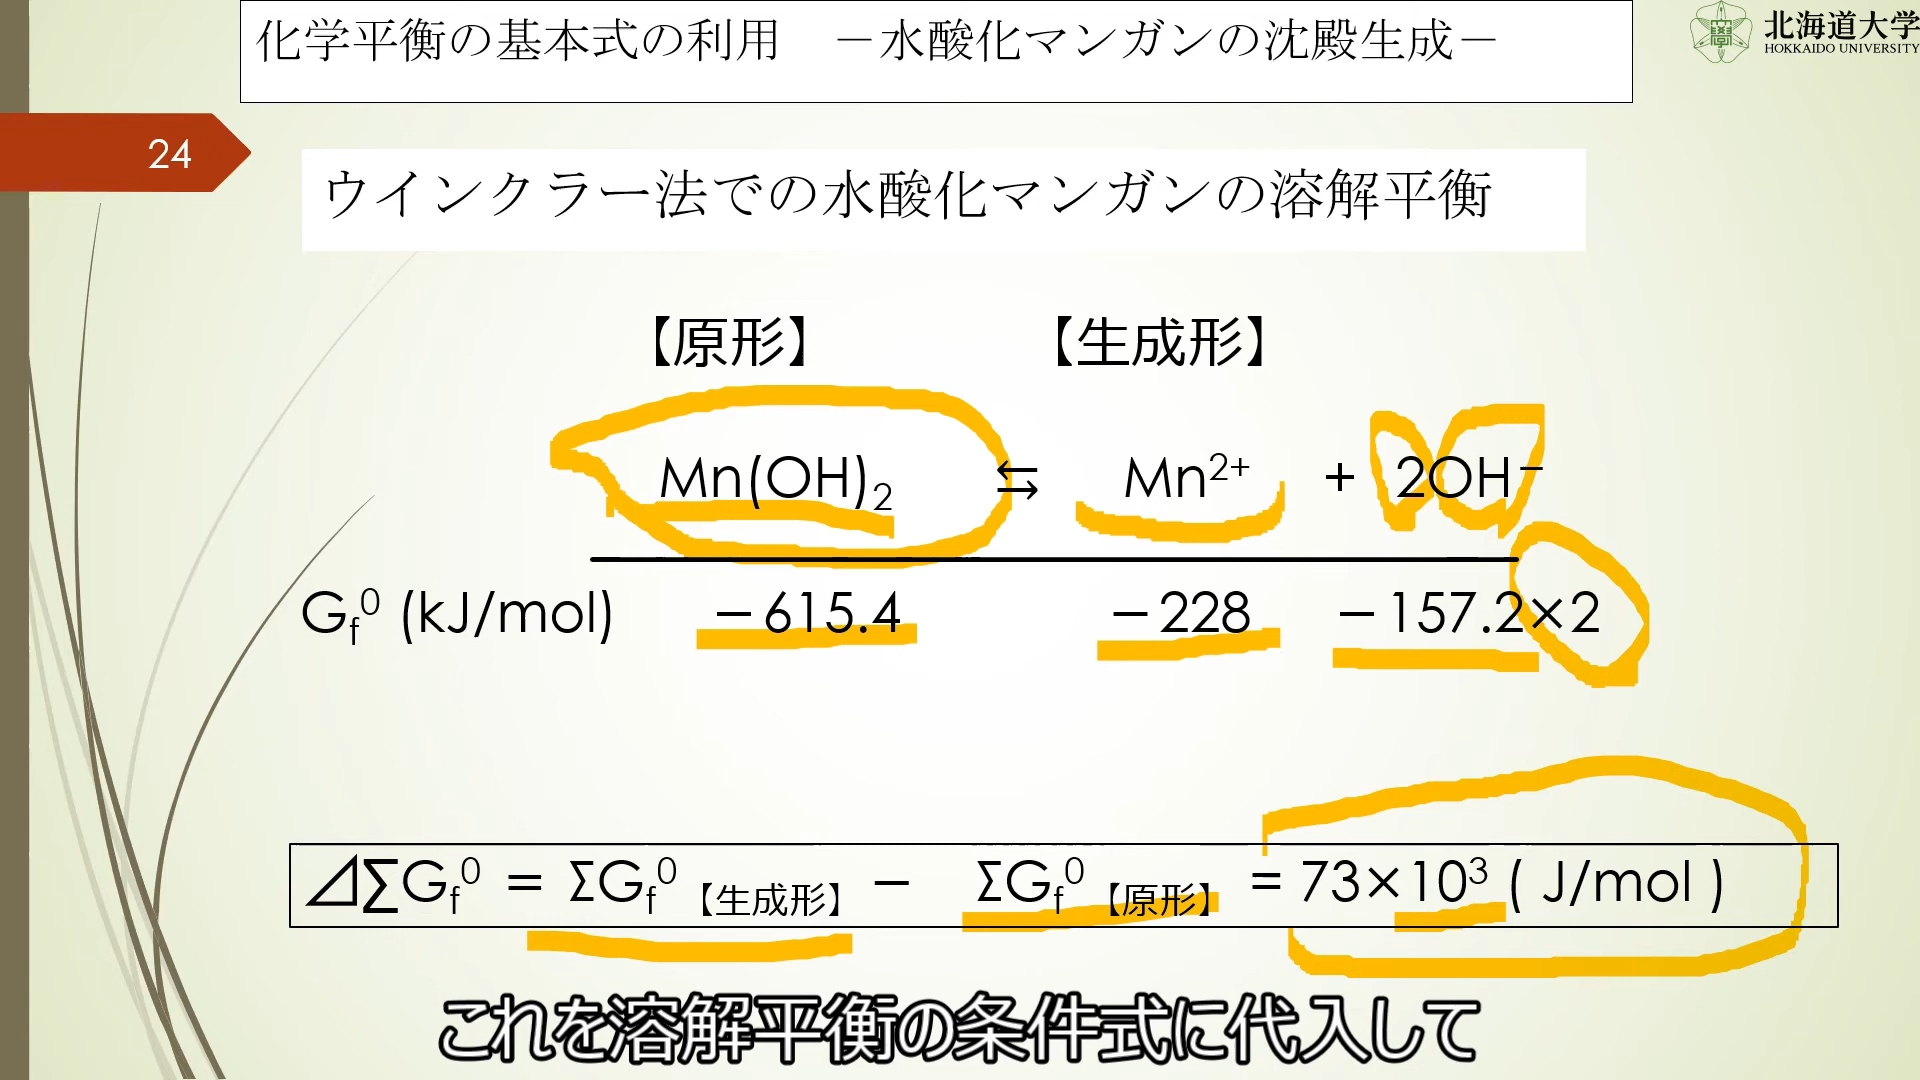 化学平衡の基本式の利用　－水酸化マンガンの沈殿生成－
北海道大学
HOKKAIDO UNIVERSITY
24
ウインクラー法での水酸化マンガンの溶解平衡
【原形】 【生成形】
Mn(OH)₂ ⇆ Mn²⁺ + 2OH⁻
Gf⁰ (kJ/mol) －615.4 －228 －157.2×2
⊿∑Gf⁰ = ΣGf⁰【生成形】 － ΣGf⁰【原形】 = 73×10³ ( J/mol )
これを溶解平衡の条件式に代入して